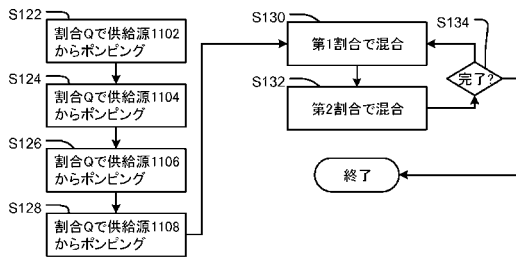 S122
割合Qで供給源1102
からポンピング
S124
割合Qで供給源1104
からポンピング
S126
割合Qで供給源1106
からポンピング
S128
割合Qで供給源1108
からポンピング
S130
第1割合で混合
S132
第2割合で混合
S134
完了?
終了